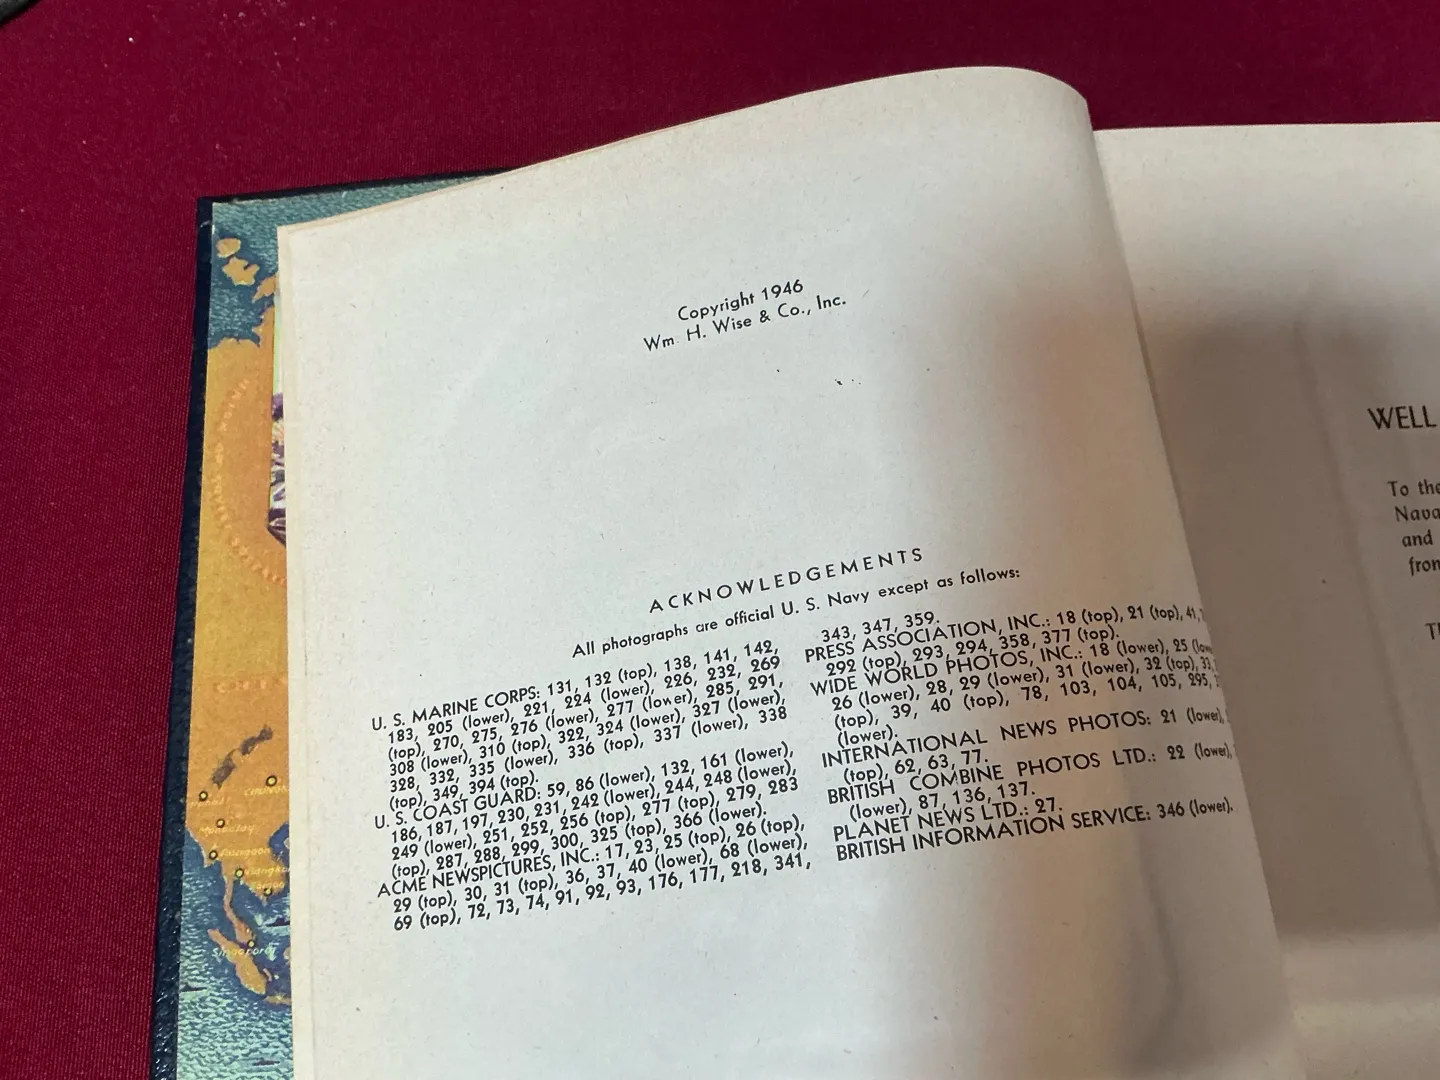 Copyright 1946
Wm. H. Wise & Co., Inc.
ACKNOWLEDGEMENTS
All photographs are official U. S. Navy except as follows:
U. S. MARINE CORPS: 131, 132 (top), 138, 141, 142,
183, 205 (lower), 221, 224 (lower), 226, 232, 269
(top), 270, 275, 276 (lower), 277 (lower), 285, 291,
308 (lower), 310 (top), 322, 324 (lower), 327 (lower),
328, 332, 335 (lower), 336 (top), 337 (lower), 338
(top), 349, 394 (top).
U. S. COAST GUARD: 59, 86 (lower), 132, 161 (lower),
186, 187, 197, 230, 231, 242 (lower), 244, 248 (lower),
249 (lower), 251, 252, 256 (top), 277 (top), 279, 283
(top), 287, 288, 299, 300, 325 (top), 366 (lower).
ACME NEWSPICTURES, INC.: 17, 23, 25 (top), 26 (top),
29 (top), 30, 31 (top), 36, 37, 40 (lower), 68 (lower),
69 (top), 72, 73, 74, 91, 92, 93, 176, 177, 218, 341,
343, 347, 359.
PRESS ASSOCIATION, INC.: 18 (top), 21 (top), 41,
292 (top), 293, 294, 358, 377 (top).
WIDE WORLD PHOTOS, INC.: 18 (lower), 25
26 (lower), 28, 29 (lower), 31 (lower), 32 (top), 33,
(top), 39, 40 (top), 78, 103, 104, 105, 295,
(lower).
INTERNATIONAL NEWS PHOTOS: 21 (lower),
(top), 62, 63, 77.
BRITISH COMBINE PHOTOS LTD.: 22 (lower),
(lower), 87, 136, 137.
PLANET NEWS LTD.: 27.
BRITISH INFORMATION SERVICE: 346 (lower).
WELL
To the
and
Singapore